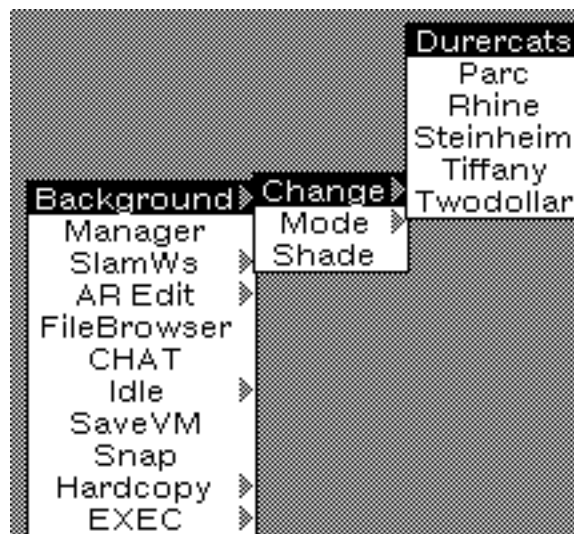 Durercats
Parc
Rhine
Steinheim
Tiffany
Twodollar
Change
Mode
Shade
Background
Manager
SlamWs
AR Edit
FileBrowser
CHAT
Idle
SaveVM
Snap
Hardcopy
EXEC